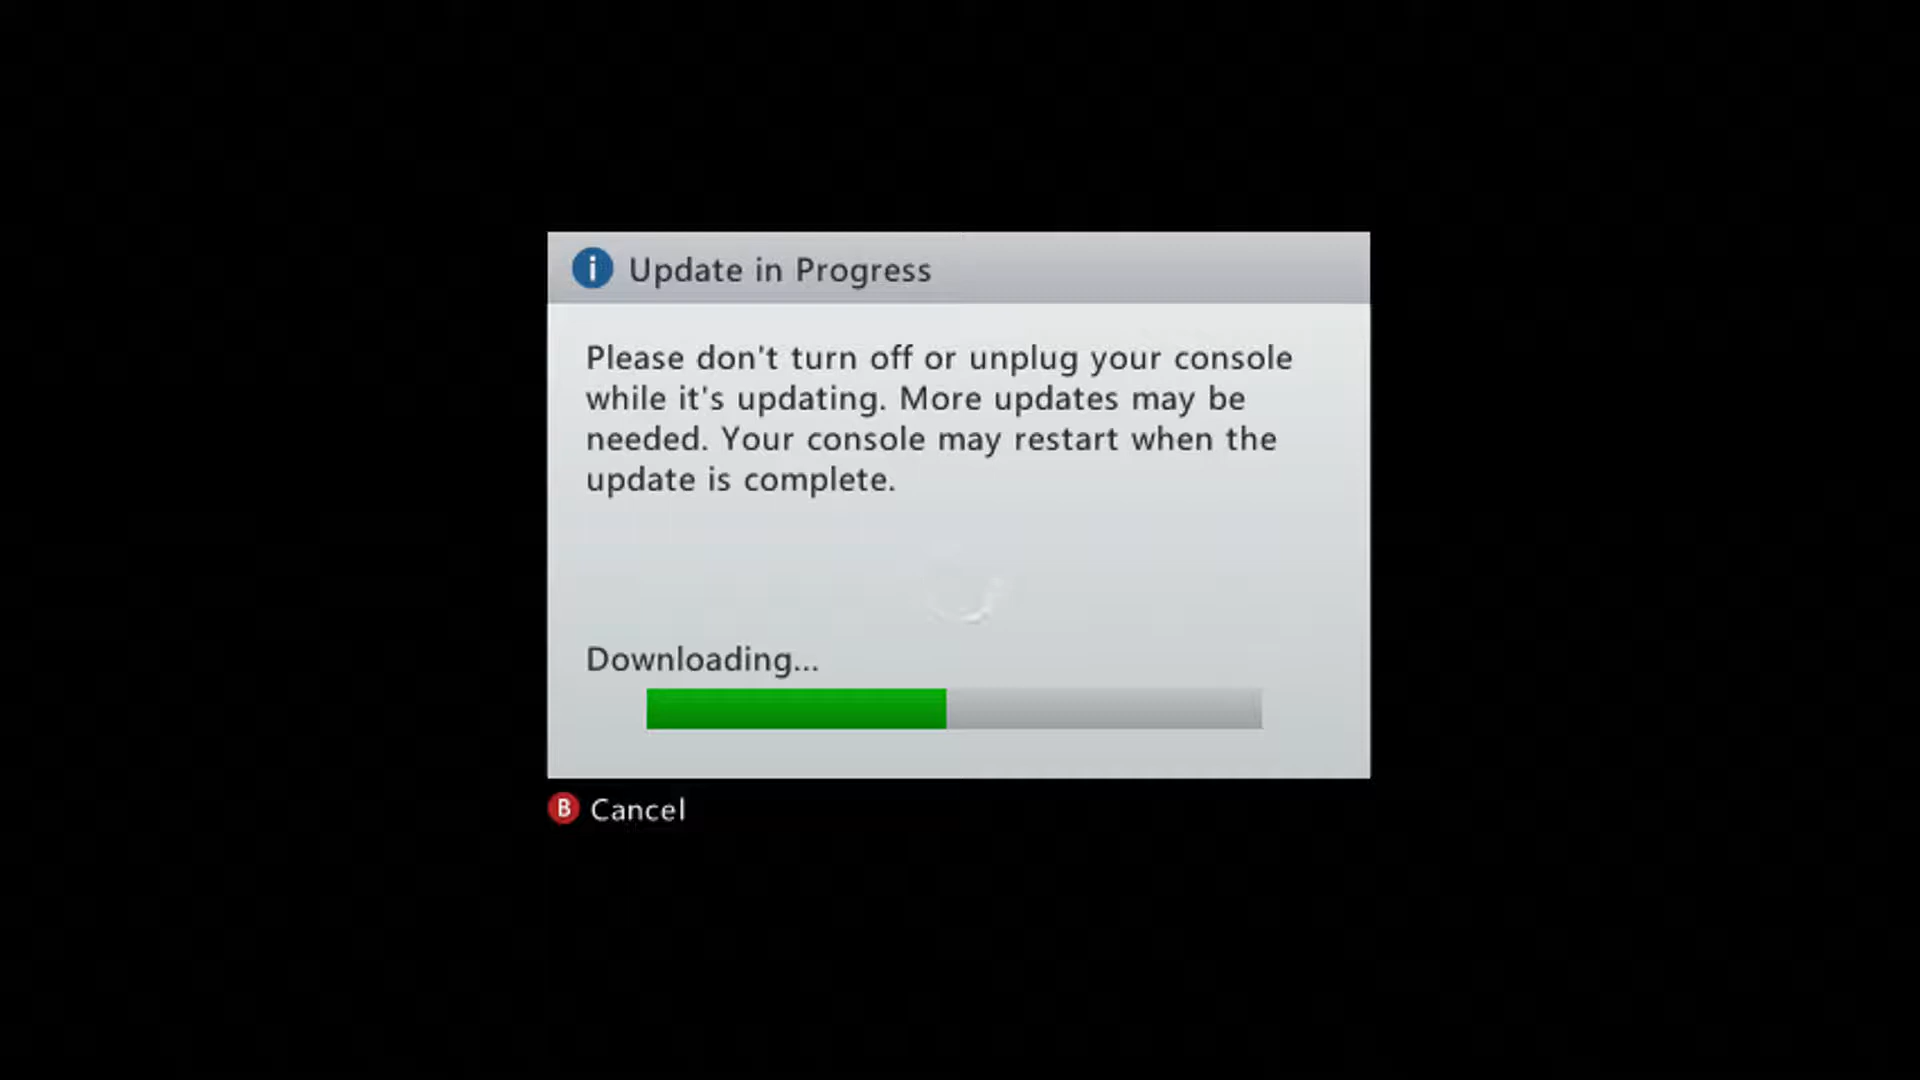 i Update in Progress
Please don't turn off or unplug your console
while it's updating. More updates may be
needed. Your console may restart when the
update is complete.
Downloading...
B Cancel